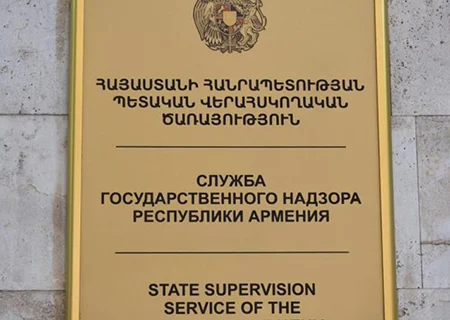 ՀԱՅԱՍՏԱՆԻ ՀԱՆՐԱՊԵՏՈՒԹՅԱՆ
ՊԵՏԱԿԱՆ ՎԵՐԱՀՍԿՈՂԱԿԱՆ
ԾԱՌԱՅՈՒԹՅՈՒՆ
СЛУЖБА
ГОСУДАРСТВЕННОГО НАДЗОРА
РЕСПУБЛИКИ АРМЕНИЯ
STATE SUPERVISION
SERVICE OF THE